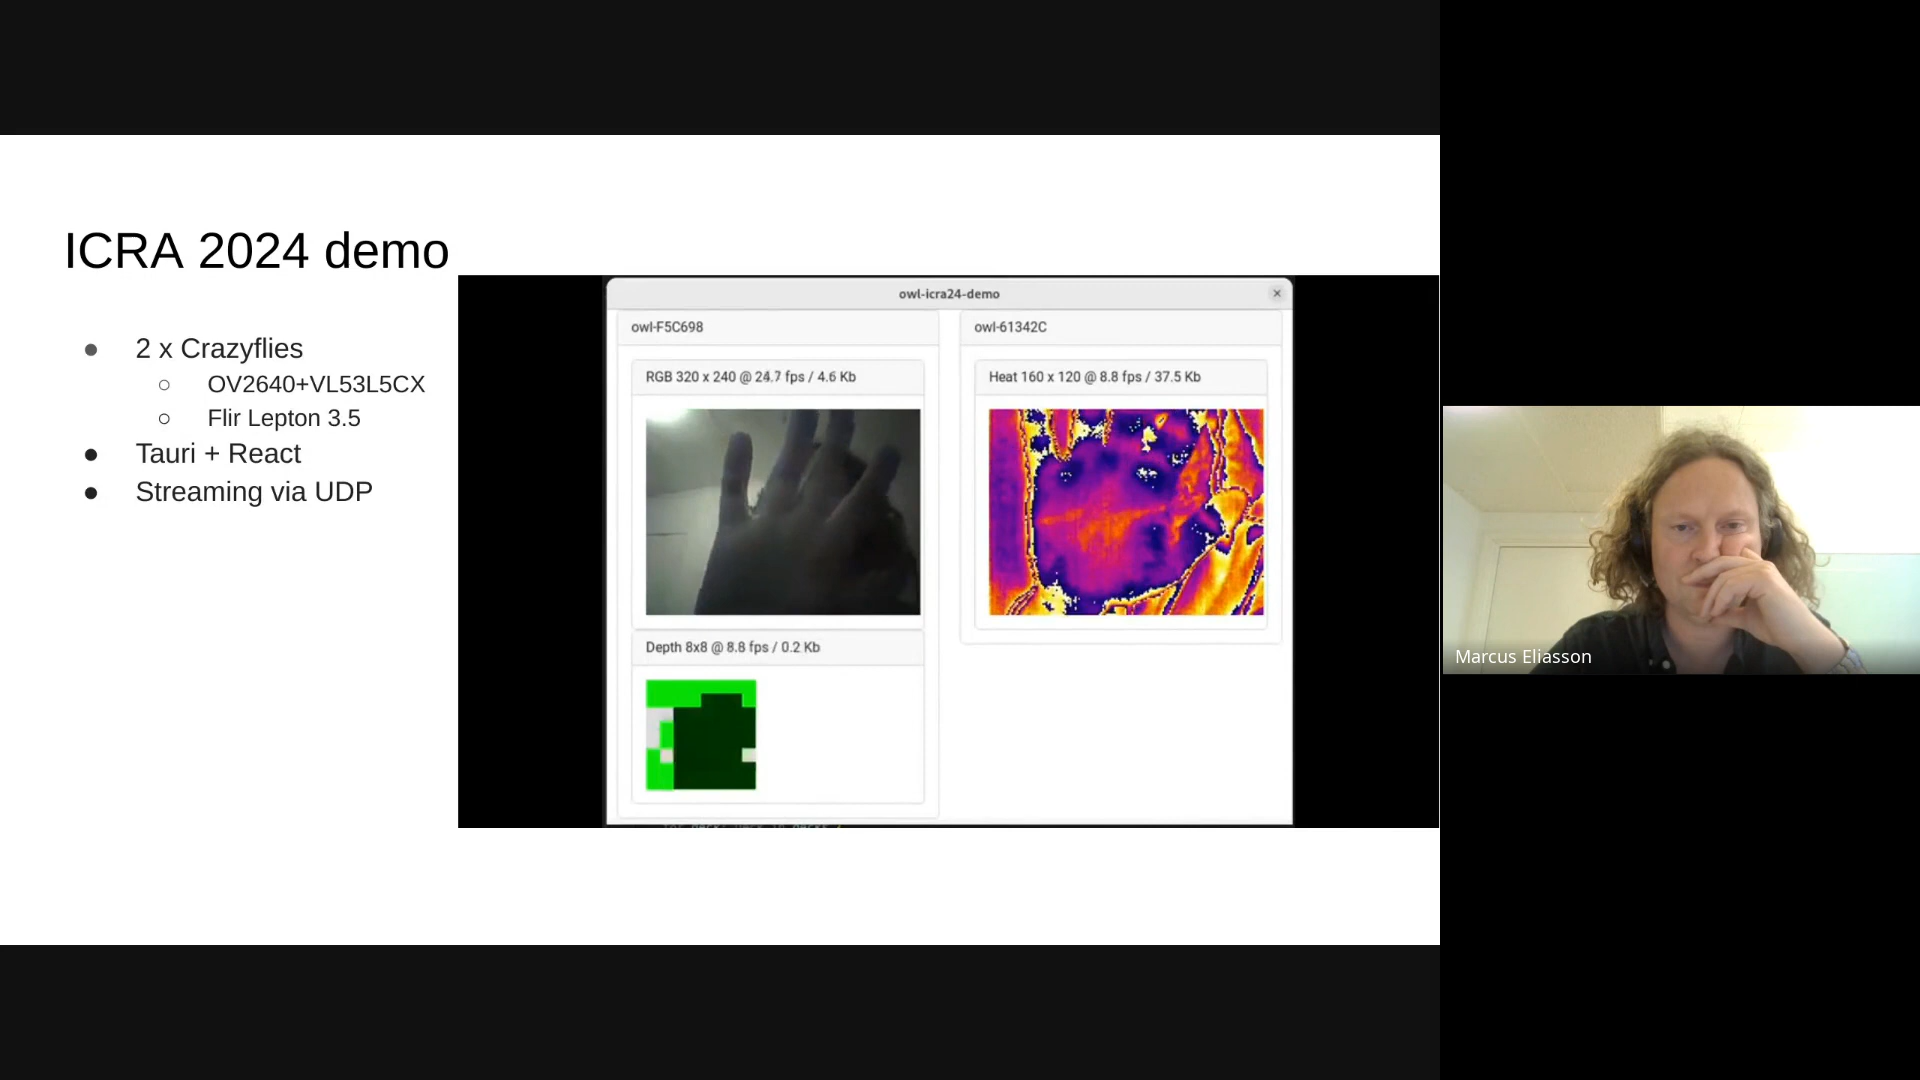 ICRA 2024 demo
● 2 x Crazyflies
○ OV2640+VL53L5CX
○ Flir Lepton 3.5
● Tauri + React
● Streaming via UDP
owl-icra24-demo
owl-F5C698
RGB 320 x 240 @ 24.7 fps / 4.6 Kb
Depth 8x8 @ 8.8 fps / 0.2 Kb
owl-61342C
Heat 160 x 120 @ 8.8 fps / 37.5 Kb
Marcus Eliasson